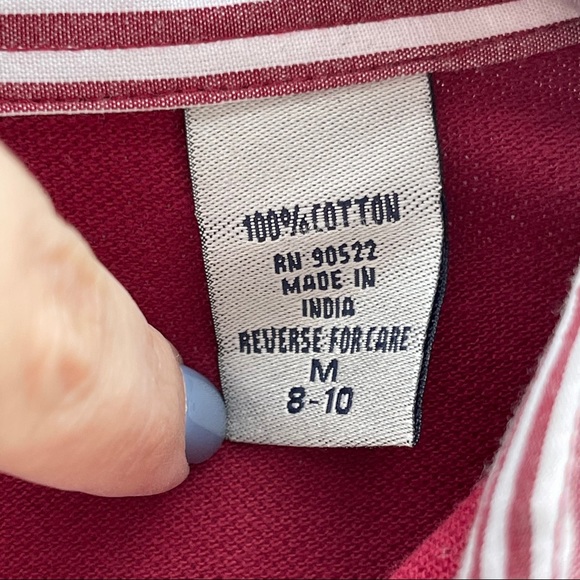 100% COTTON
RN 90522
MADE IN
INDIA
REVERSE FOR CARE
M
8-10